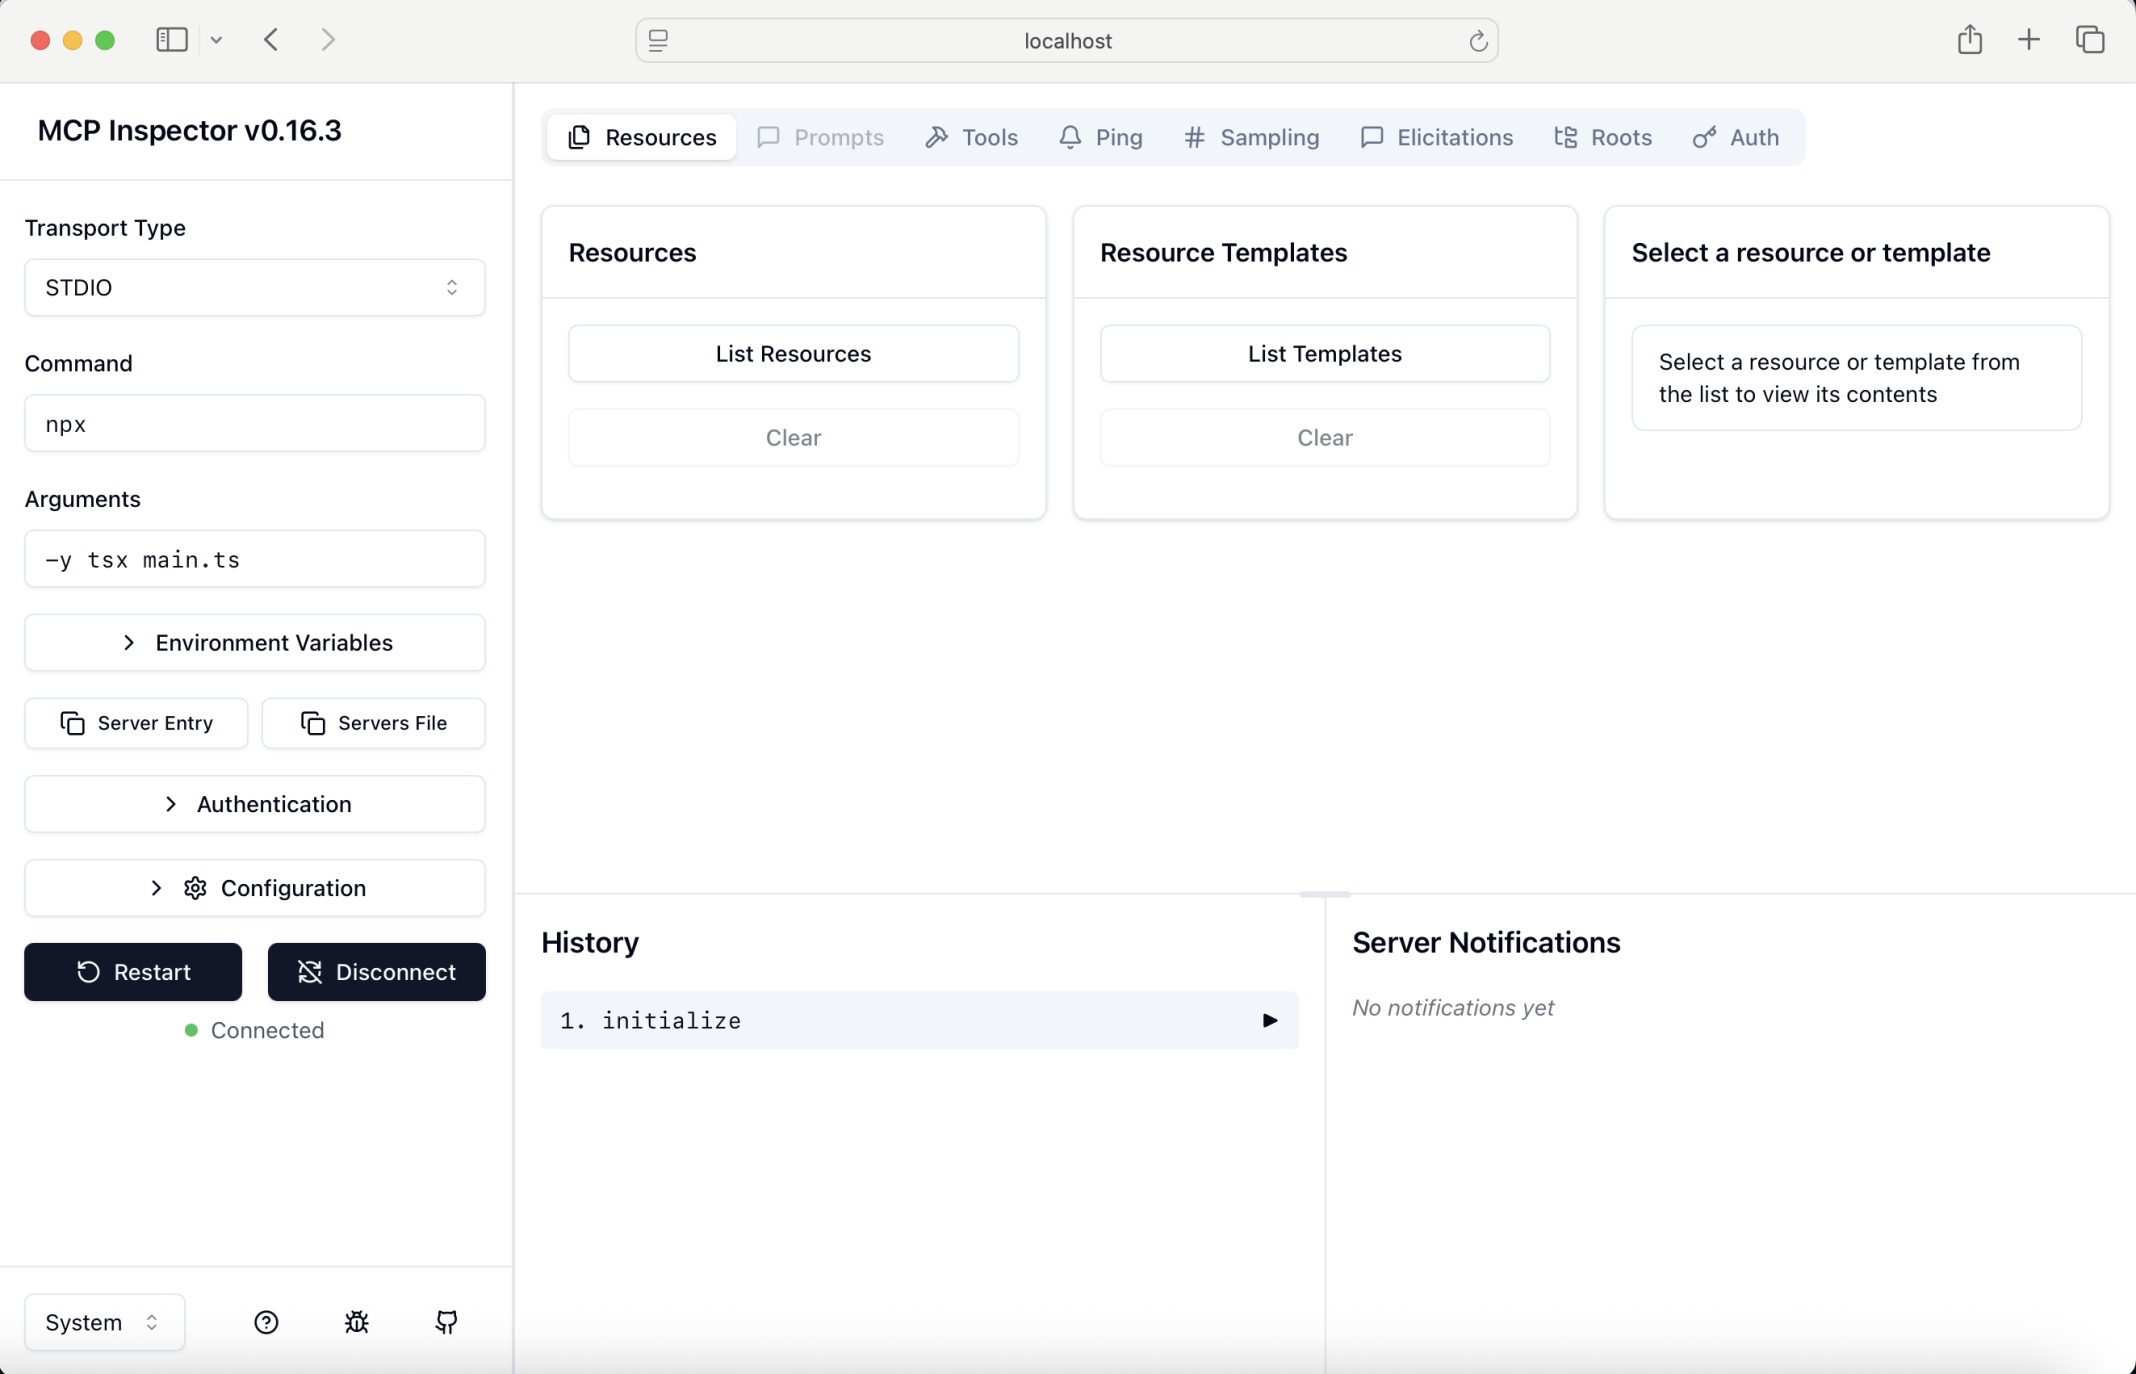 localhost
MCP Inspector v0.16.3
Transport Type
STDIO
Command
npx
Arguments
-y tsx main.ts
Environment Variables
Server Entry
Servers File
Authentication
Configuration
Restart
Disconnect
Connected
System
Resources
Prompts
Tools
Ping
Sampling
Elicitations
Roots
Auth
Resources
List Resources
Clear
Resource Templates
List Templates
Clear
Select a resource or template
Select a resource or template from
the list to view its contents
History
1. initialize
Server Notifications
No notifications yet